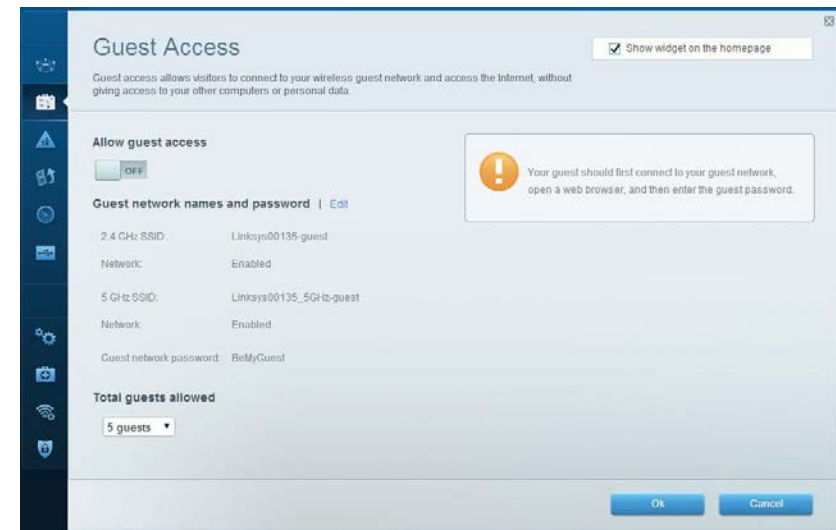 Guest Access
Show widget on the homepage
Guest access allows visitors to connect to your wireless guest network and access the Internet, without
giving access to your other computers or personal data.
Allow guest access
OFF
Your guest should first connect to your guest network,
open a web browser, and then enter the guest password.
Guest network names and password | Edit
2.4 GHz SSID: Linksys00135-guest
Network: Enabled
5 GHz SSID: Linksys00135_5GHz-guest
Network: Enabled
Guest network password: BeMyGuest
Total guests allowed
5 guests
Ok Cancel